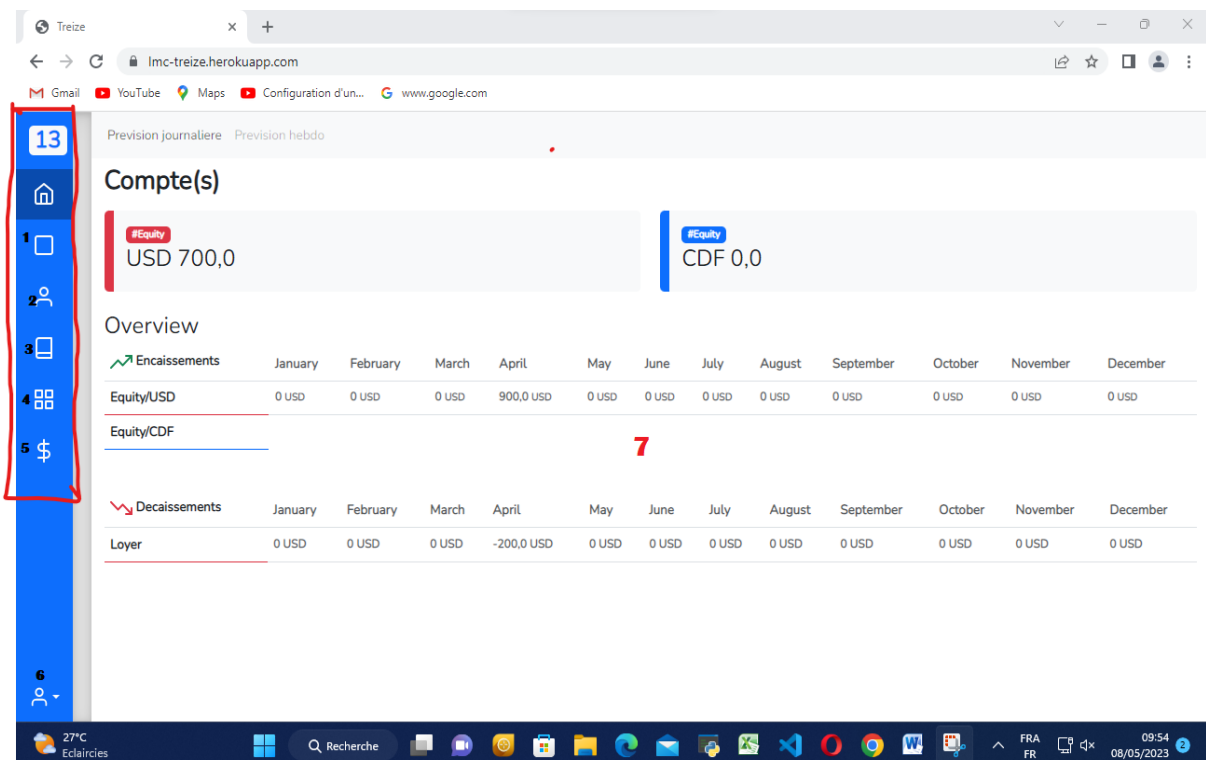 Treize
lmc-treize.herokuapp.com
Gmail YouTube Maps Configuration d'un... www.google.com
13
Prevision journaliere Prevision hebdo
Compte(s)
#Equity
USD 700,0
#Equity
CDF 0,0
Overview
Encaissements January February March April May June July August September October November December
Equity/USD 0 USD 0 USD 0 USD 900,0 USD 0 USD 0 USD 0 USD 0 USD 0 USD 0 USD 0 USD 0 USD
Equity/CDF
Decaissements January February March April May June July August September October November December
Loyer 0 USD 0 USD 0 USD -200,0 USD 0 USD 0 USD 0 USD 0 USD 0 USD 0 USD 0 USD 0 USD
1
2
3
4
5
6
7
27°C
Eclaircies
Recherche
FRA
FR
09:54
08/05/2023
2